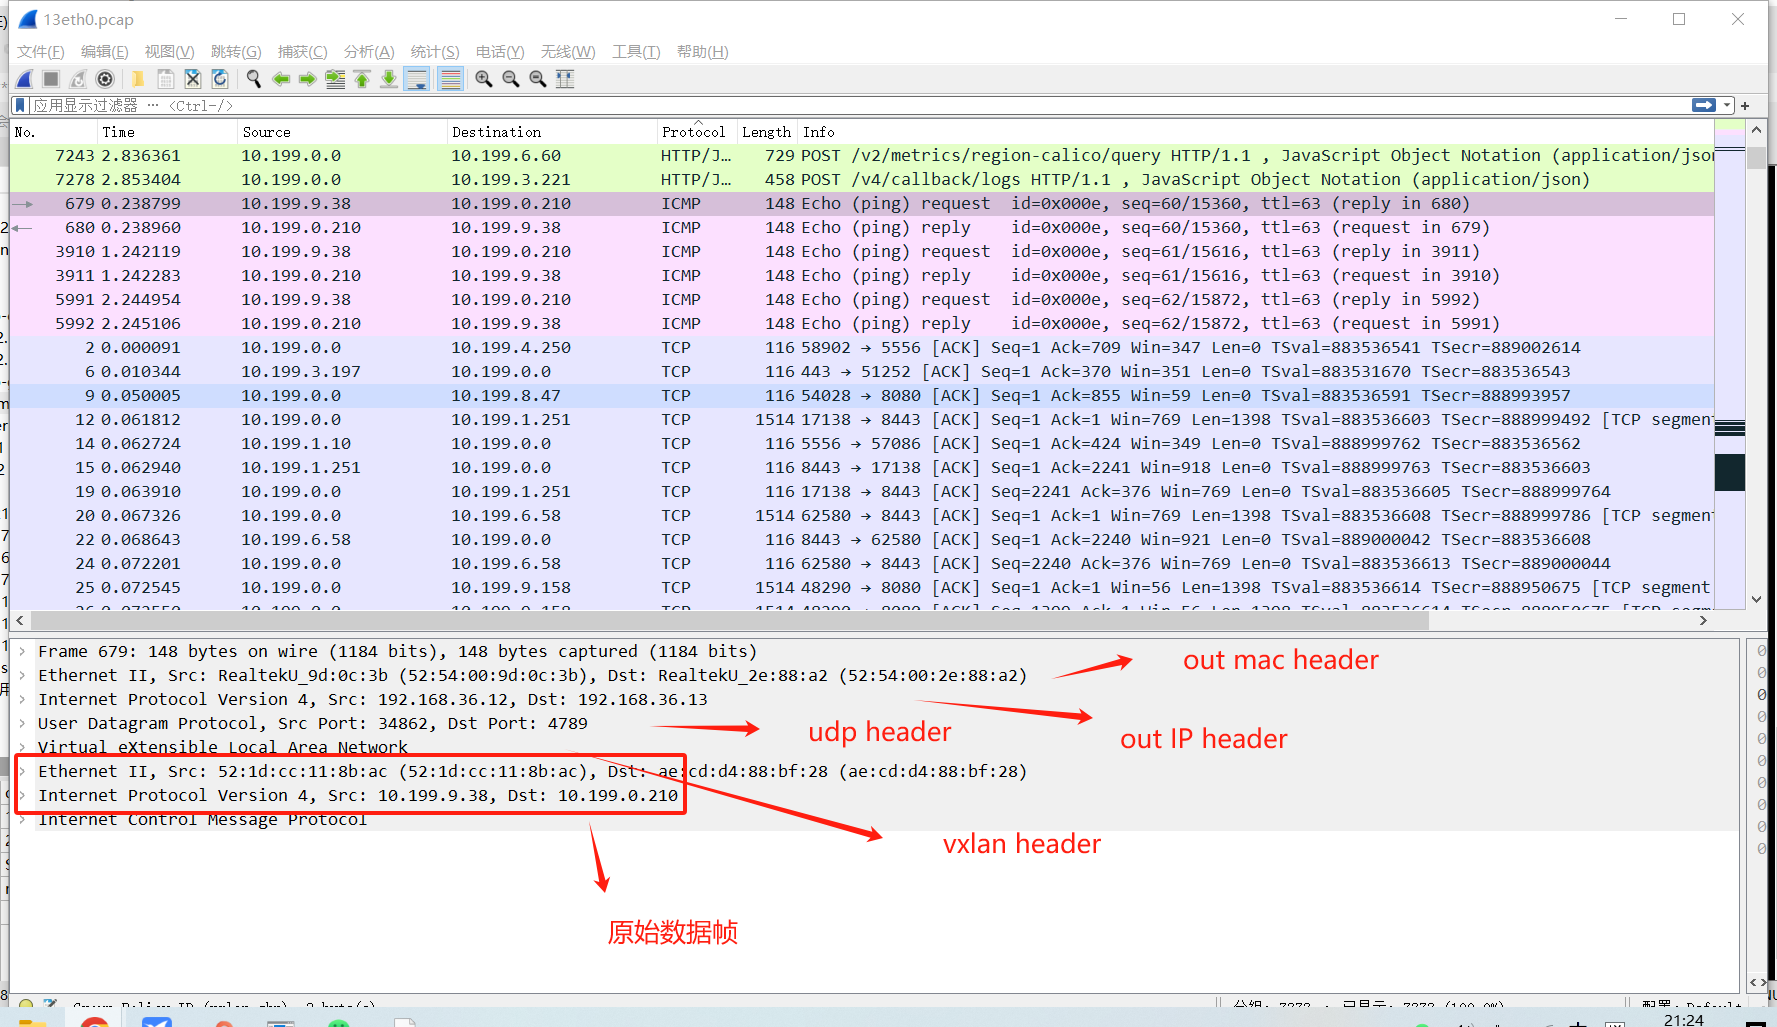 13eth0.pcap
文件(F) 编辑(E) 视图(V) 跳转(G) 捕获(C) 分析(A) 统计(S) 电话(Y) 无线(W) 工具(T) 帮助(H)
应用显示过滤器 … <Ctrl-/>
No. Time Source Destination Protocol Length Info
7243 2.836361 10.199.0.0 10.199.6.60 HTTP/J… 729 POST /v2/metrics/region-calico/query HTTP/1.1 , JavaScript Object Notation (application/json
7278 2.853404 10.199.0.0 10.199.3.221 HTTP/J… 458 POST /v4/callback/logs HTTP/1.1 , JavaScript Object Notation (application/json)
679 0.238799 10.199.9.38 10.199.0.210 ICMP 148 Echo (ping) request id=0x000e, seq=60/15360, ttl=63 (reply in 680)
680 0.238960 10.199.0.210 10.199.9.38 ICMP 148 Echo (ping) reply id=0x000e, seq=60/15360, ttl=63 (request in 679)
3910 1.242119 10.199.9.38 10.199.0.210 ICMP 148 Echo (ping) request id=0x000e, seq=61/15616, ttl=63 (reply in 3911)
3911 1.242283 10.199.0.210 10.199.9.38 ICMP 148 Echo (ping) reply id=0x000e, seq=61/15616, ttl=63 (request in 3910)
5991 2.244954 10.199.9.38 10.199.0.210 ICMP 148 Echo (ping) request id=0x000e, seq=62/15872, ttl=63 (reply in 5992)
5992 2.245106 10.199.0.210 10.199.9.38 ICMP 148 Echo (ping) reply id=0x000e, seq=62/15872, ttl=63 (request in 5991)
2 0.000091 10.199.0.0 10.199.4.250 TCP 116 58902 → 5556 [ACK] Seq=1 Ack=709 Win=347 Len=0 TSval=883536541 TSecr=889002614
6 0.010344 10.199.3.197 10.199.0.0 TCP 116 443 → 51252 [ACK] Seq=1 Ack=370 Win=351 Len=0 TSval=883531670 TSecr=883536543
9 0.050005 10.199.0.0 10.199.8.47 TCP 116 54028 → 8080 [ACK] Seq=1 Ack=855 Win=59 Len=0 TSval=883536591 TSecr=888993957
12 0.061812 10.199.0.0 10.199.1.251 TCP 1514 17138 → 8443 [ACK] Seq=1 Ack=1 Win=769 Len=1398 TSval=883536603 TSecr=888999492 [TCP segment
14 0.062724 10.199.1.10 10.199.0.0 TCP 116 5556 → 57086 [ACK] Seq=1 Ack=424 Win=349 Len=0 TSval=888999762 TSecr=883536562
15 0.062940 10.199.1.251 10.199.0.0 TCP 116 8443 → 17138 [ACK] Seq=1 Ack=2241 Win=918 Len=0 TSval=888999763 TSecr=883536603
19 0.063910 10.199.0.0 10.199.1.251 TCP 116 17138 → 8443 [ACK] Seq=2241 Ack=376 Win=769 Len=0 TSval=883536605 TSecr=888999764
20 0.067326 10.199.0.0 10.199.6.58 TCP 1514 62580 → 8443 [ACK] Seq=1 Ack=1 Win=769 Len=1398 TSval=883536608 TSecr=888999786 [TCP segment
22 0.068643 10.199.6.58 10.199.0.0 TCP 116 8443 → 62580 [ACK] Seq=1 Ack=2240 Win=921 Len=0 TSval=889000042 TSecr=883536608
24 0.072201 10.199.0.0 10.199.6.58 TCP 116 62580 → 8443 [ACK] Seq=2240 Ack=376 Win=769 Len=0 TSval=883536613 TSecr=889000044
25 0.072545 10.199.0.0 10.199.9.158 TCP 1514 48290 → 8080 [ACK] Seq=1 Ack=1 Win=56 Len=1398 TSval=883536614 TSecr=888950675 [TCP segment
Frame 679: 148 bytes on wire (1184 bits), 148 bytes captured (1184 bits)
Ethernet II, Src: RealtekU_9d:0c:3b (52:54:00:9d:0c:3b), Dst: RealtekU_2e:88:a2 (52:54:00:2e:88:a2)
out mac header
Internet Protocol Version 4, Src: 192.168.36.12, Dst: 192.168.36.13
User Datagram Protocol, Src Port: 34862, Dst Port: 4789
udp header
out IP header
Virtual eXtensible Local Area Network
Ethernet II, Src: 52:1d:cc:11:8b:ac (52:1d:cc:11:8b:ac), Dst: ae:cd:d4:88:bf:28 (ae:cd:d4:88:bf:28)
Internet Protocol Version 4, Src: 10.199.9.38, Dst: 10.199.0.210
Internet Control Message Protocol
vxlan header
原始数据帧
21:24